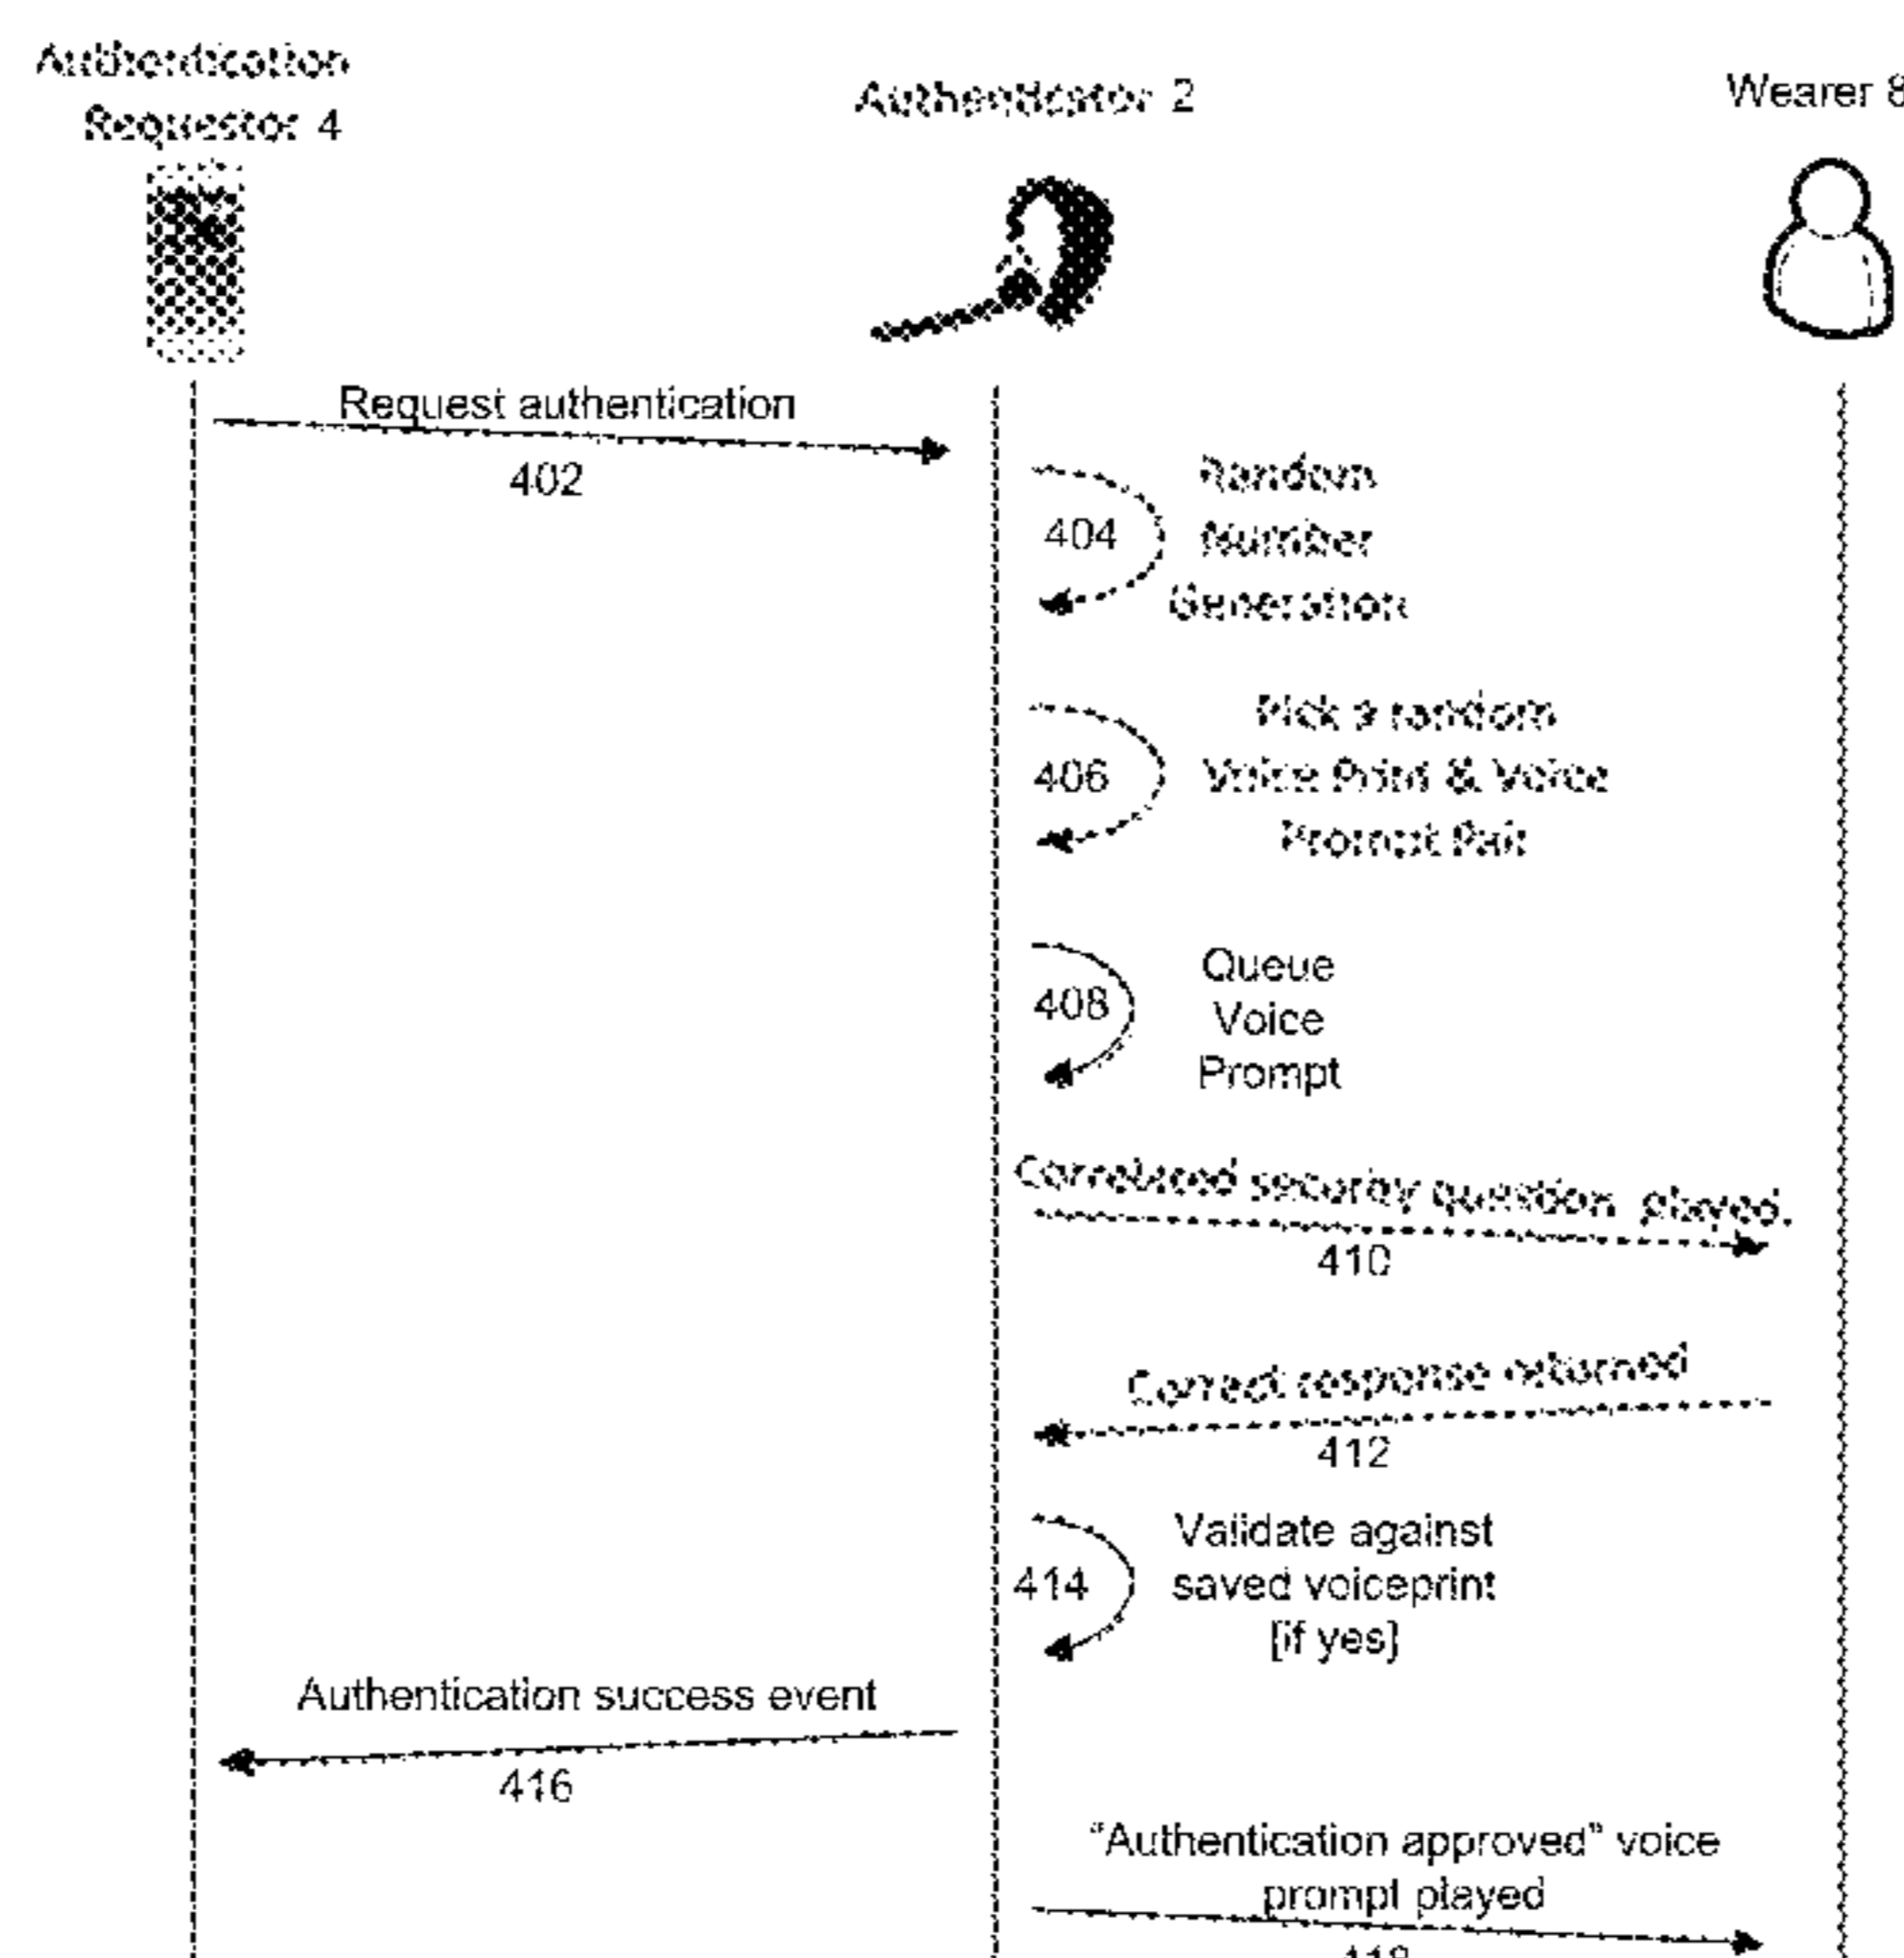 Authentication
Requestor 4
Authenticator 2
Wearer 8
Request authentication
402
404
Random
Number
Generation
406
Pick a random
Voice Print & Voice
Prompt Pair
408
Queue
Voice
Prompt
Correlated security question played.
410
Correct response returned
412
414
Validate against
saved voiceprint
[if yes]
Authentication success event
416
"Authentication approved" voice
prompt played
418